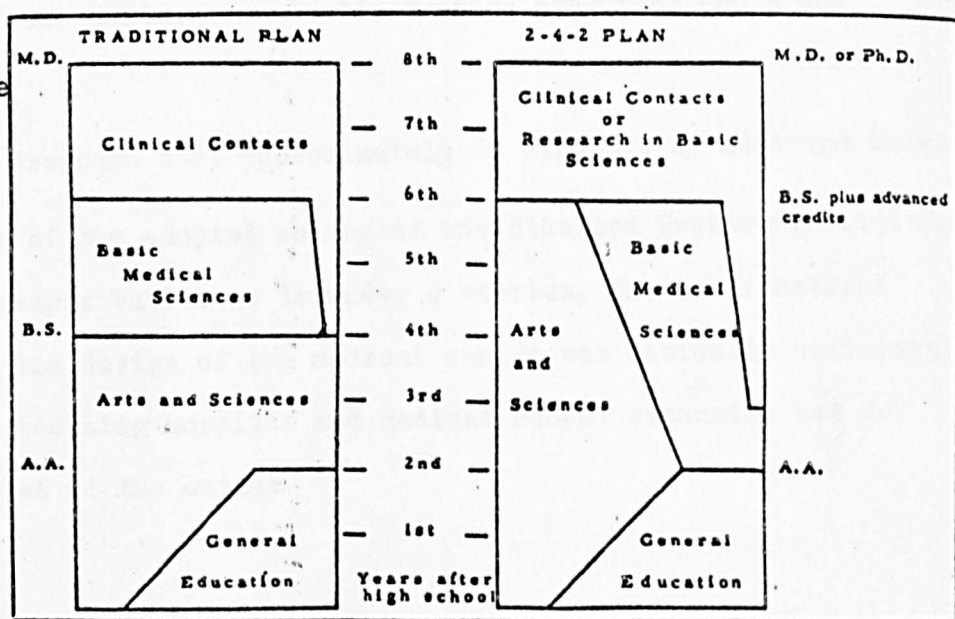 TRADITIONAL PLAN
M.D.
Clinical Contacts
Basic
Medical
Sciences
B.S.
Arts and Sciences
A.A.
General
Education
8th
7th
6th
5th
4th
3rd
2nd
1st
Years after
high school
2-4-2 PLAN
M.D. or Ph.D.
Clinical Contacts
or
Research in Basic
Sciences
B.S. plus advanced
credits
Basic
Medical
Sciences
Arts
and
Sciences
A.A.
General
Education